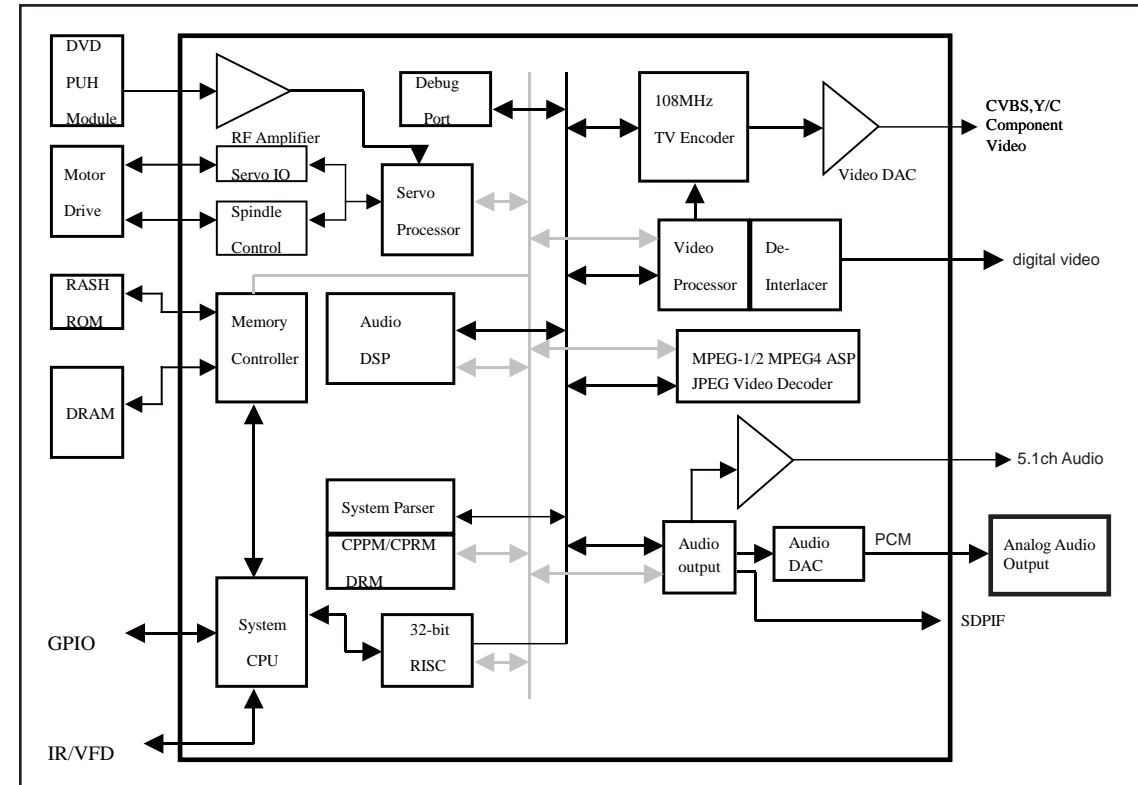 DVD
PUH
Module
RF Amplifier
Debug
Port
108MHz
TV Encoder
Video DAC
CVBS,Y/C
Component
Video
Motor
Drive
Servo IO
Spindle
Control
Servo
Processor
Video
Processor
De-
Interlacer
digital video
RASH
ROM
Memory
Controller
Audio
DSP
MPEG-1/2 MPEG4 ASP
JPEG Video Decoder
DRAM
5.1ch Audio
System Parser
CPPM/CPRM
DRM
Audio
output
Audio
DAC
PCM
Analog Audio
Output
SDPIF
GPIO
System
CPU
32-bit
RISC
IR/VFD